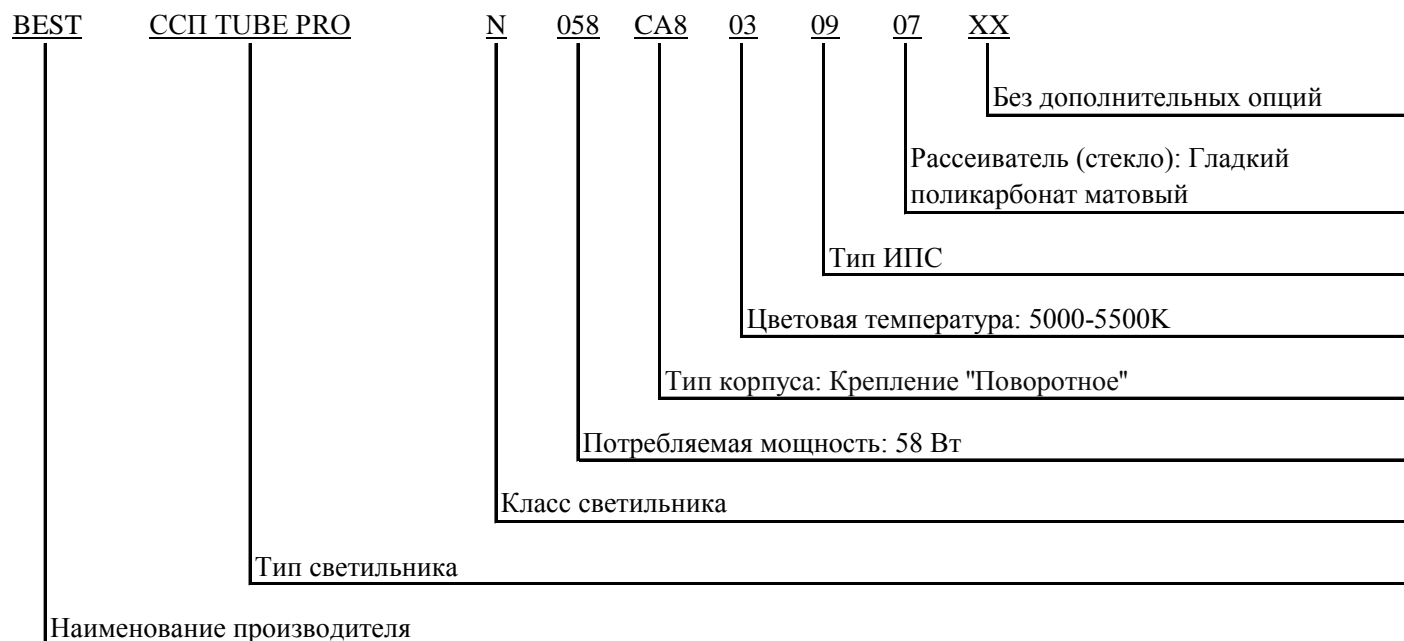 BEST ССП TUBE PRO N 058 CA8 03 09 07 XX
Без дополнительных опций
Рассеиватель (стекло): Гладкий
поликарбонат матовый
Тип ИПС
Цветовая температура: 5000-5500K
Тип корпуса: Крепление "Поворотное"
Потребляемая мощность: 58 Вт
Класс светильника
Тип светильника
Наименование производителя